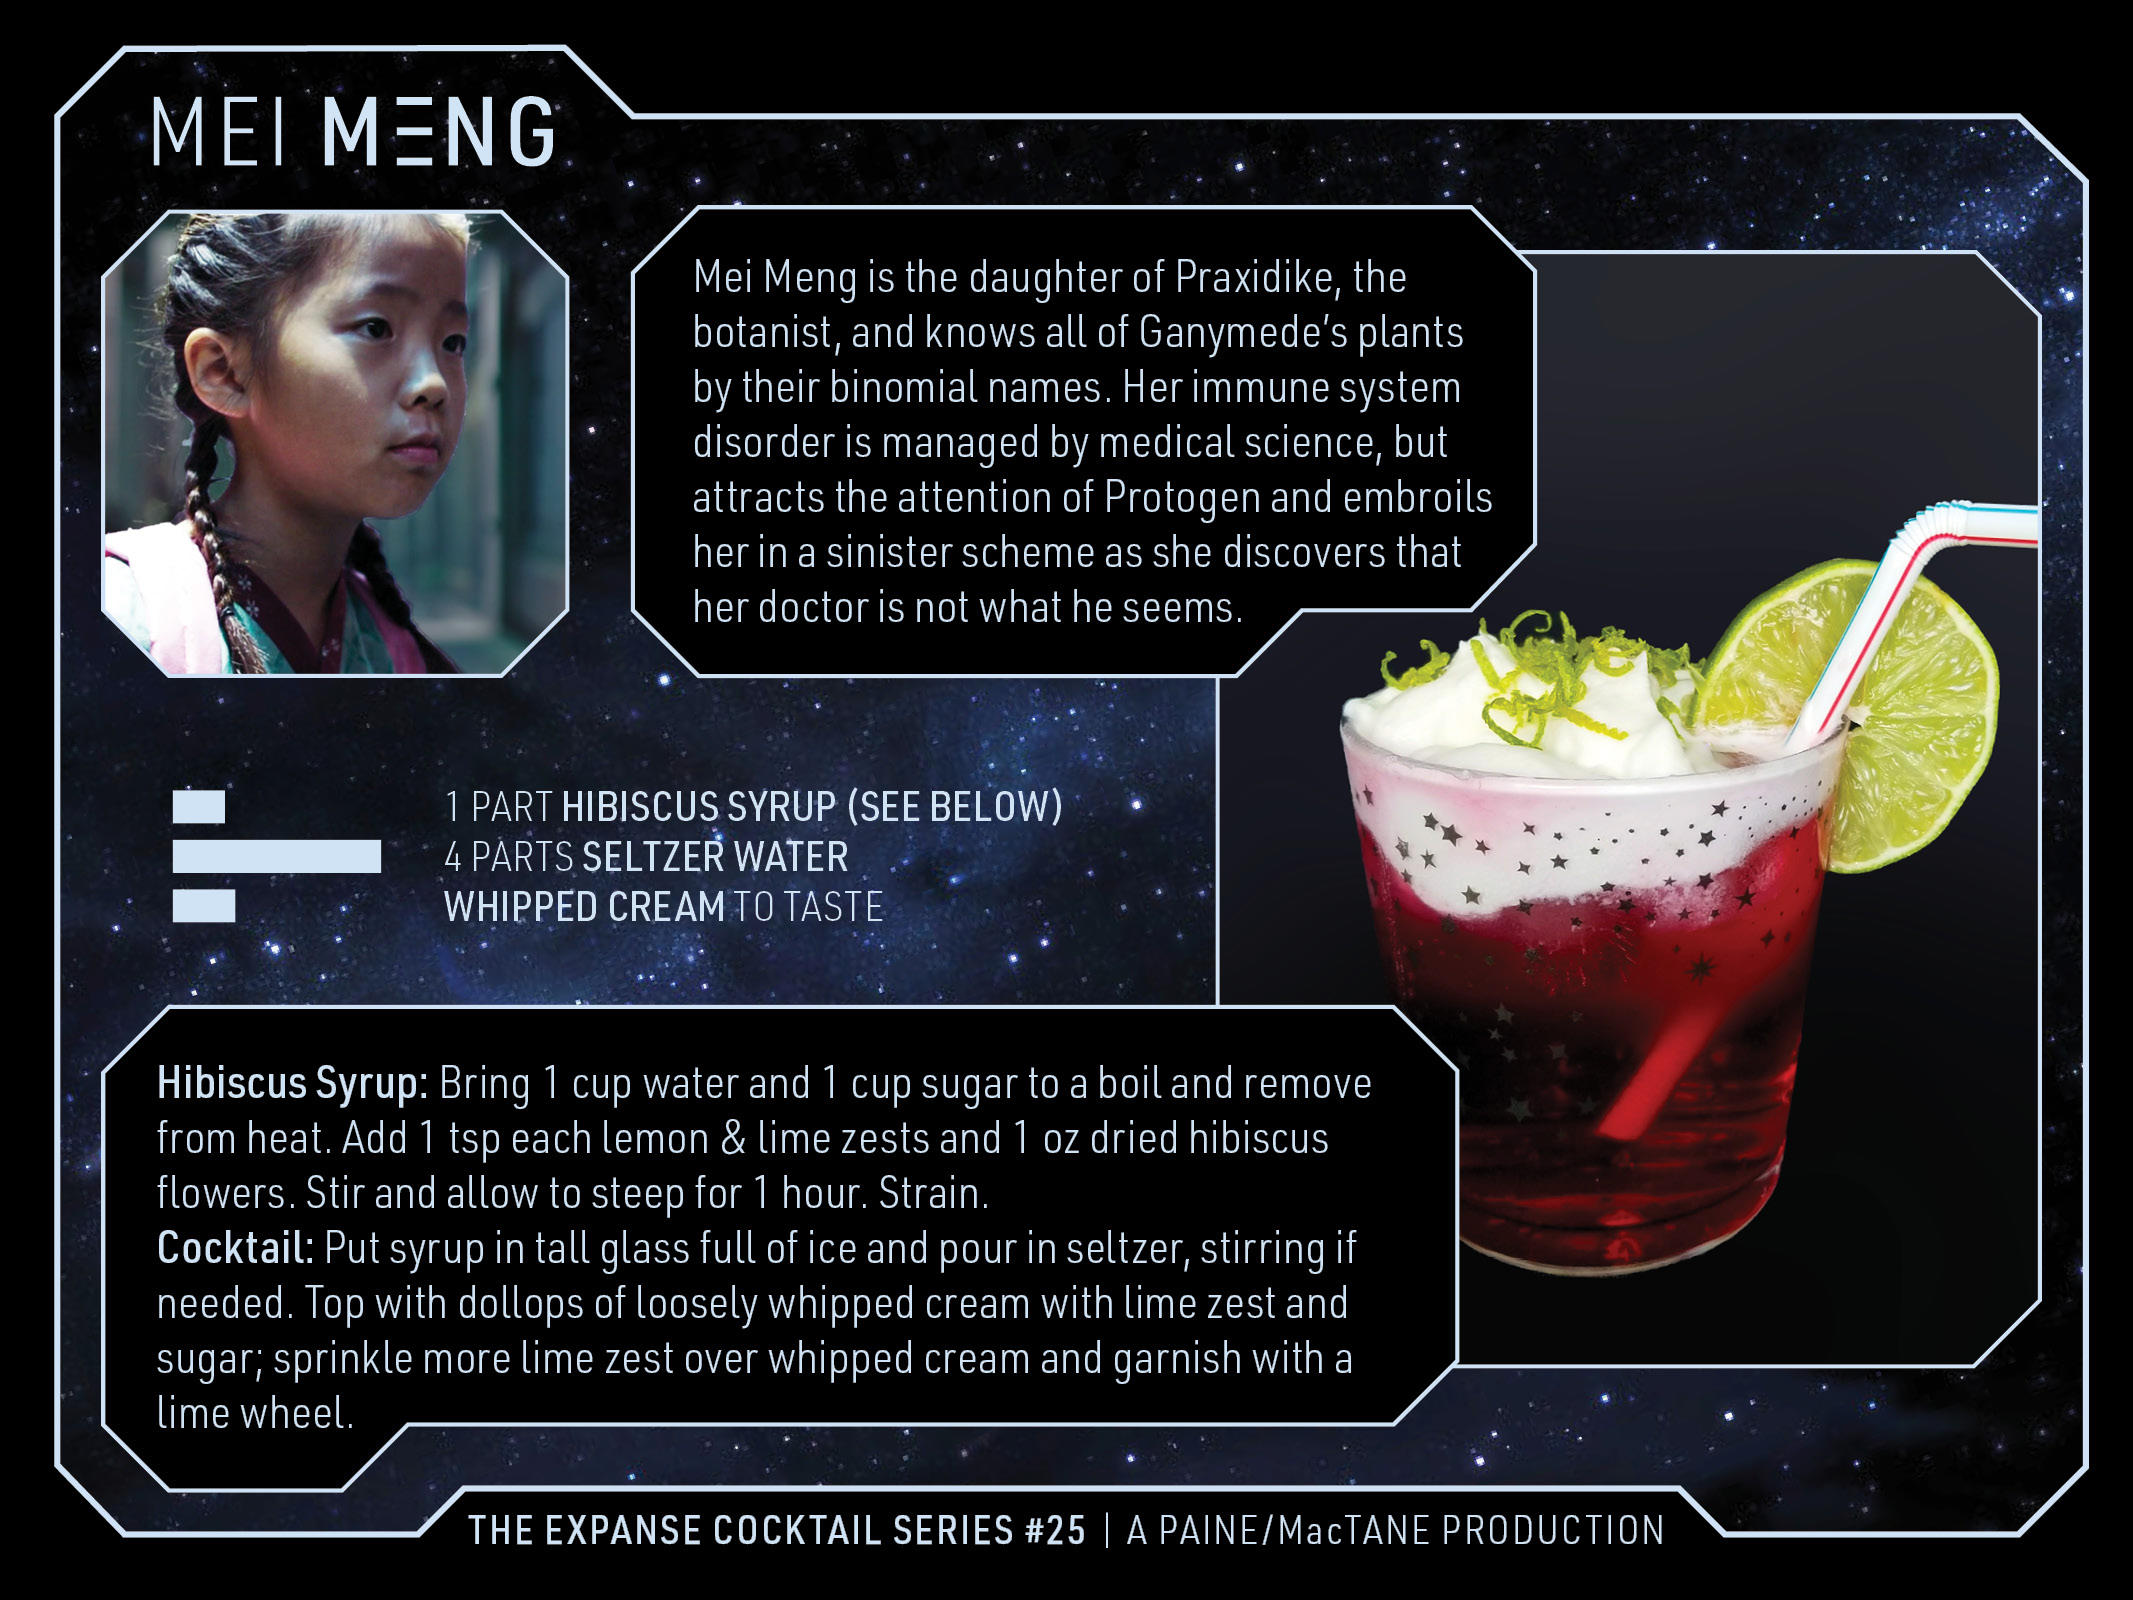 MEI MENG
Mei Meng is the daughter of Praxidike, the
botanist, and knows all of Ganymede’s plants
by their binomial names. Her immune system
disorder is managed by medical science, but
attracts the attention of Protogen and embroils
her in a sinister scheme as she discovers that
her doctor is not what he seems.
1 PART HIBISCUS SYRUP (SEE BELOW)
4 PARTS SELTZER WATER
WHIPPED CREAM TO TASTE
Hibiscus Syrup: Bring 1 cup water and 1 cup sugar to a boil and remove
from heat. Add 1 tsp each lemon & lime zests and 1 oz dried hibiscus
flowers. Stir and allow to steep for 1 hour. Strain.
Cocktail: Put syrup in tall glass full of ice and pour in seltzer, stirring if
needed. Top with dollops of loosely whipped cream with lime zest and
sugar; sprinkle more lime zest over whipped cream and garnish with a
lime wheel.
THE EXPANSE COCKTAIL SERIES #25 | A PAINE/MacTANE PRODUCTION